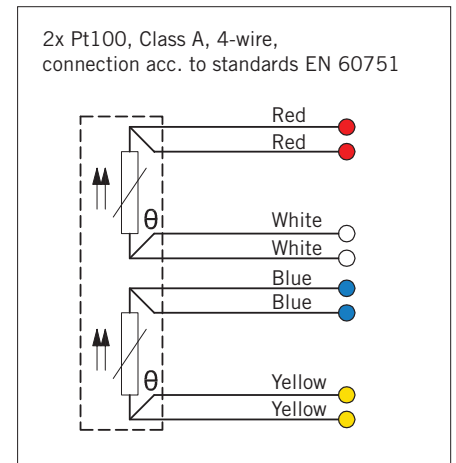 2x Pt100, Class A, 4-wire,
connection acc. to standards EN 60751
Red
Red
θ
White
White
Blue
Blue
θ
Yellow
Yellow